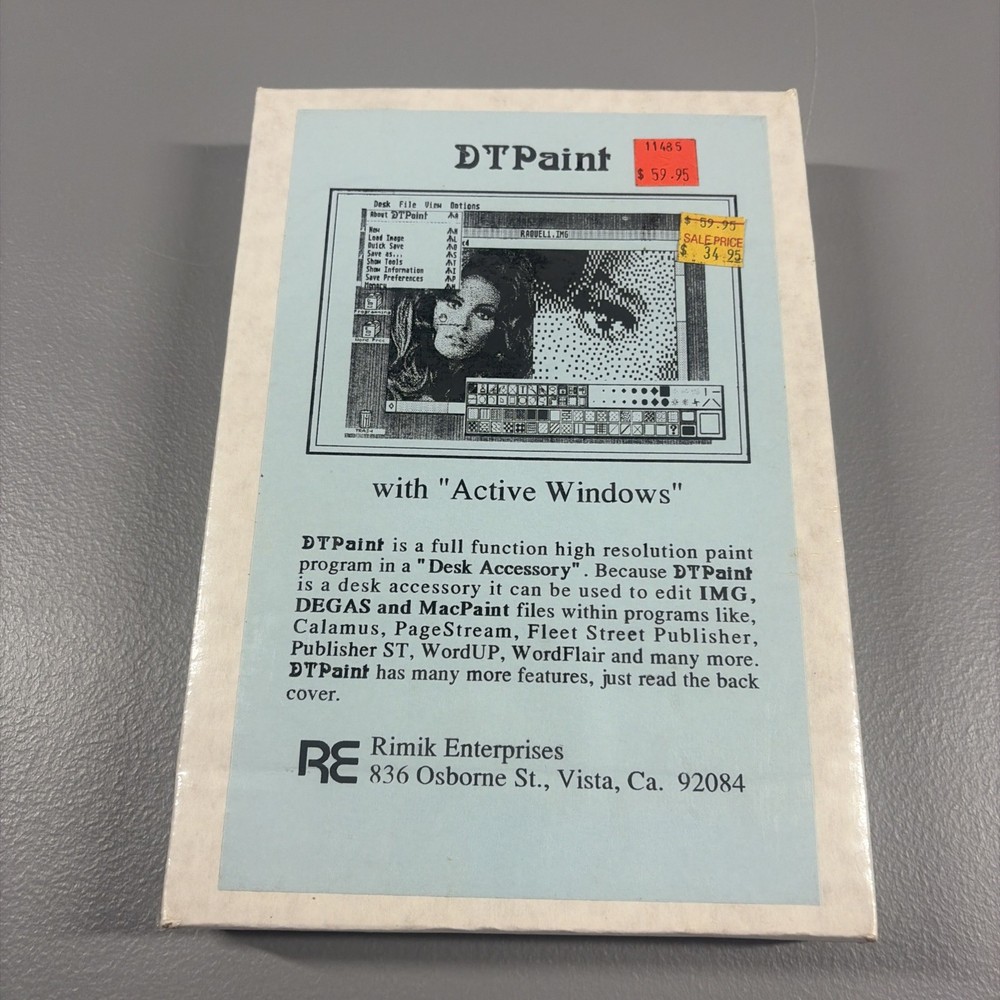 DTPaint
11485
$ 59.95
$ 59.95
SALE PRICE
$ 34.95
Desk File View Options
About DTPaint
RAQUEL1.IMG
New
Load Image
Quick Save
Save as...
Show Tools
Show Information
Save Preferences
with "Active Windows"
DTPaint is a full function high resolution paint
program in a "Desk Accessory". Because DTPaint
is a desk accessory it can be used to edit IMG,
DEGAS and MacPaint files within programs like,
Calamus, PageStream, Fleet Street Publisher,
Publisher ST, WordUP, WordFlair and many more.
DTPaint has many more features, just read the back
cover.
RE Rimik Enterprises
836 Osborne St., Vista, Ca. 92084